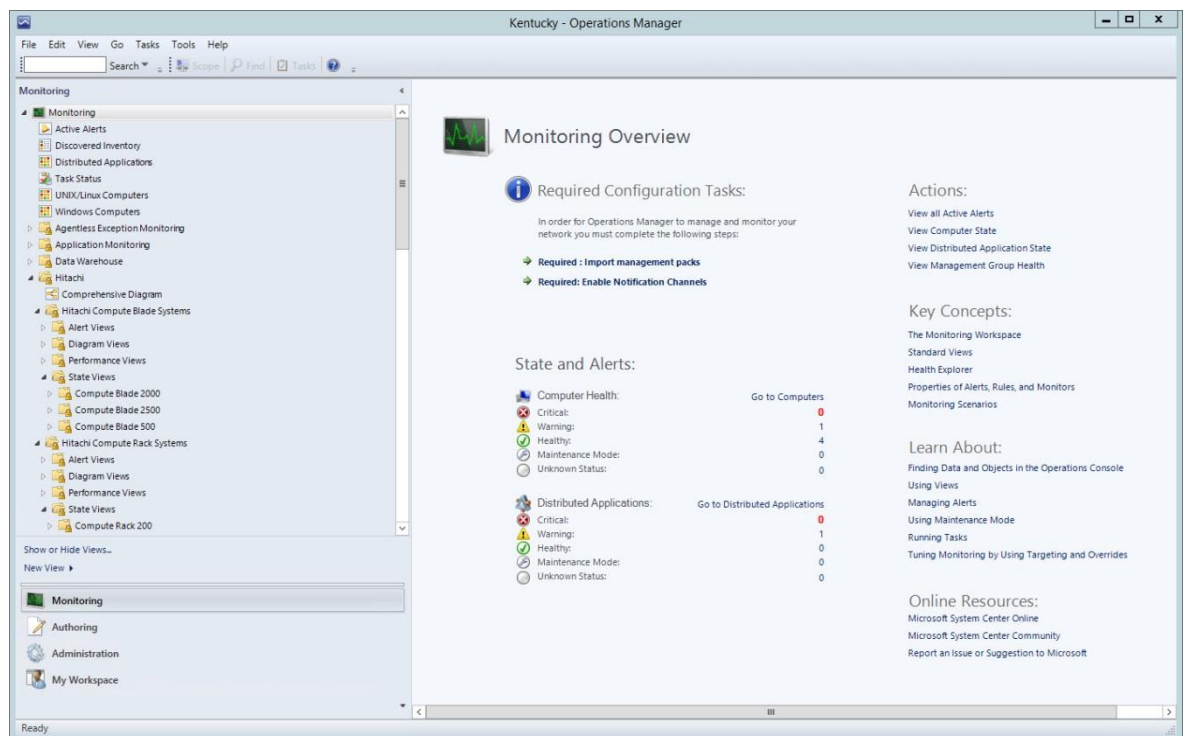 Kentucky - Operations Manager
File Edit View Go Tasks Tools Help
Search Scope Find Tasks
Monitoring
Monitoring
Active Alerts
Discovered Inventory
Distributed Applications
Task Status
UNIX/Linux Computers
Windows Computers
Agentless Exception Monitoring
Application Monitoring
Data Warehouse
Hitachi
Comprehensive Diagram
Hitachi Compute Blade Systems
Alert Views
Diagram Views
Performance Views
State Views
Compute Blade 2000
Compute Blade 2500
Compute Blade 500
Hitachi Compute Rack Systems
Alert Views
Diagram Views
Performance Views
State Views
Compute Rack 200
Show or Hide Views...
New View
Monitoring
Authoring
Administration
My Workspace
Monitoring Overview
Required Configuration Tasks:
In order for Operations Manager to manage and monitor your
network you must complete the following steps:
Required : Import management packs
Required: Enable Notification Channels
State and Alerts:
Computer Health: Go to Computers
Critical: 0
Warning: 1
Healthy: 4
Maintenance Mode: 0
Unknown Status: 0
Distributed Applications: Go to Distributed Applications
Critical: 0
Warning: 1
Healthy: 0
Maintenance Mode: 0
Unknown Status: 0
Actions:
View all Active Alerts
View Computer State
View Distributed Application State
View Management Group Health
Key Concepts:
The Monitoring Workspace
Standard Views
Health Explorer
Properties of Alerts, Rules, and Monitors
Monitoring Scenarios
Learn About:
Finding Data and Objects in the Operations Console
Using Views
Managing Alerts
Using Maintenance Mode
Running Tasks
Tuning Monitoring by Using Targeting and Overrides
Online Resources:
Microsoft System Center Online
Microsoft System Center Community
Report an Issue or Suggestion to Microsoft
Ready